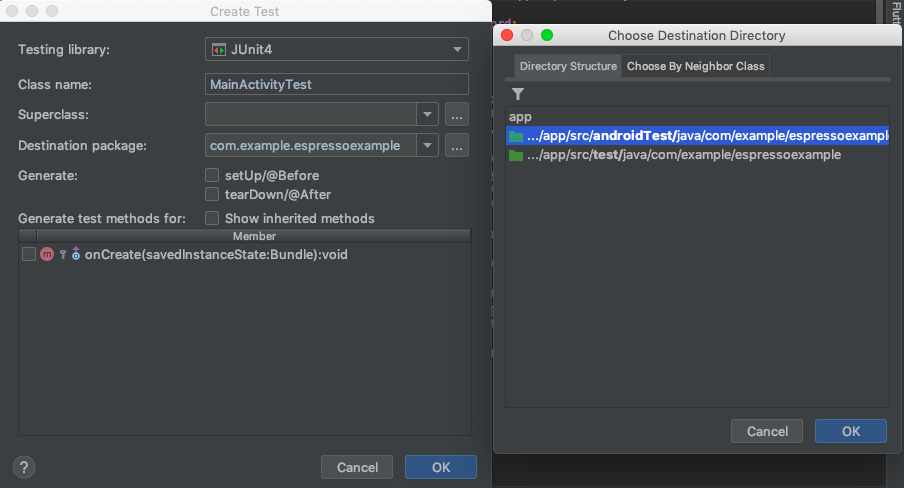 Create Test
Testing library: JUnit4
Class name: MainActivityTest
Superclass: ...
Destination package: com.example.espressoexample ...
Generate: setUp/@Before
tearDown/@After
Generate test methods for: Show inherited methods
Member
m onCreate(savedInstanceState:Bundle):void
? Cancel OK
Choose Destination Directory
Directory Structure Choose By Neighbor Class
app
.../app/src/androidTest/java/com/example/espressoexampl
.../app/src/test/java/com/example/espressoexample
Cancel OK
Flutt